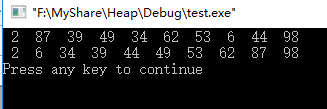 "F:\MyShare\Heap\Debug\test.exe"
2 87 39 49 34 62 53 6 44 98
2 6 34 39 44 49 53 62 87 98
Press any key to continue